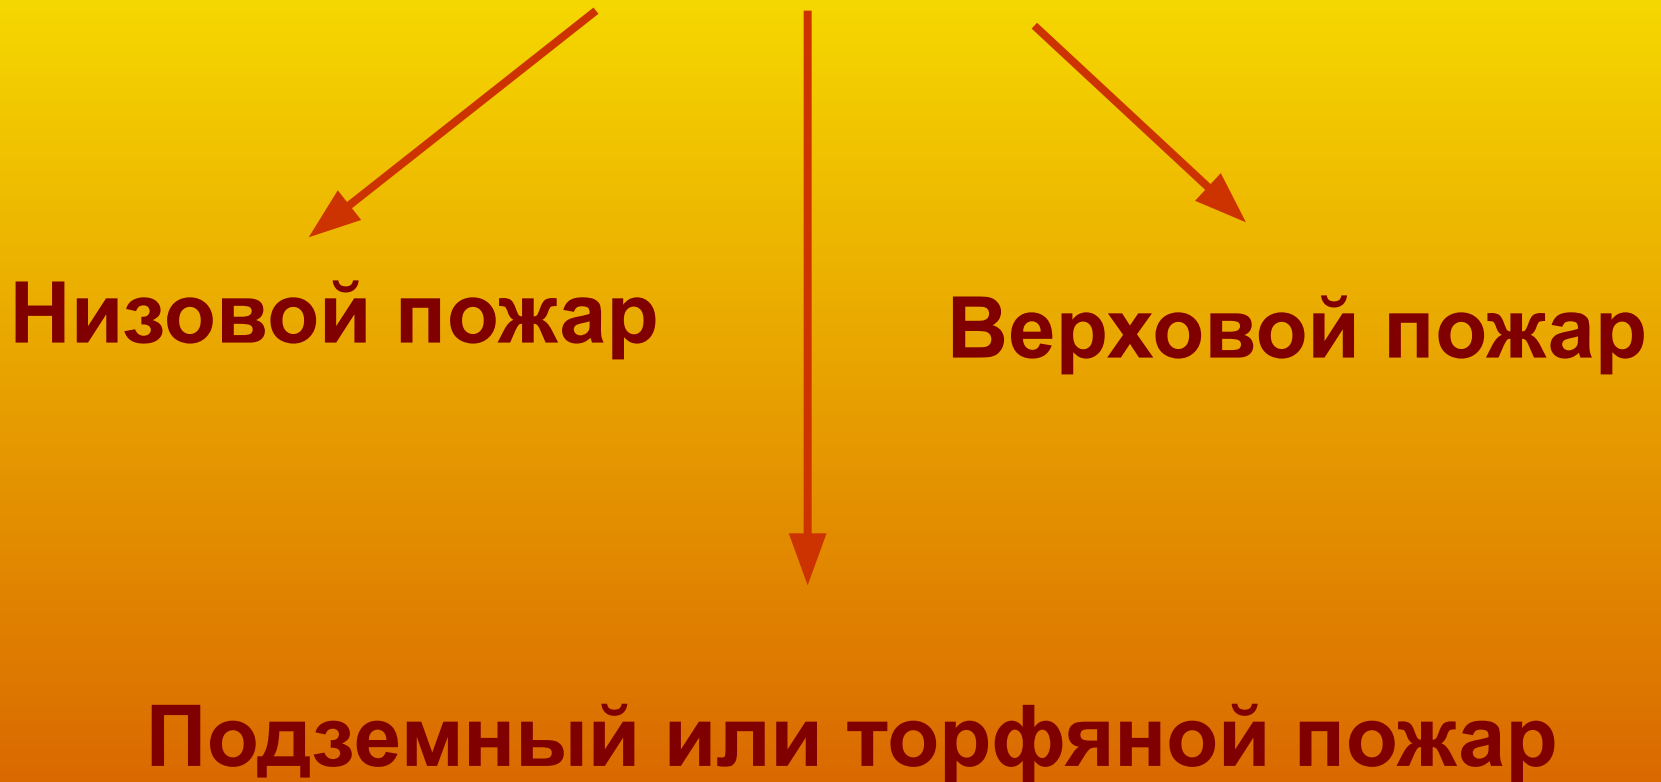 Низовой пожар
Верховой пожар
Подземный или торфяной пожар